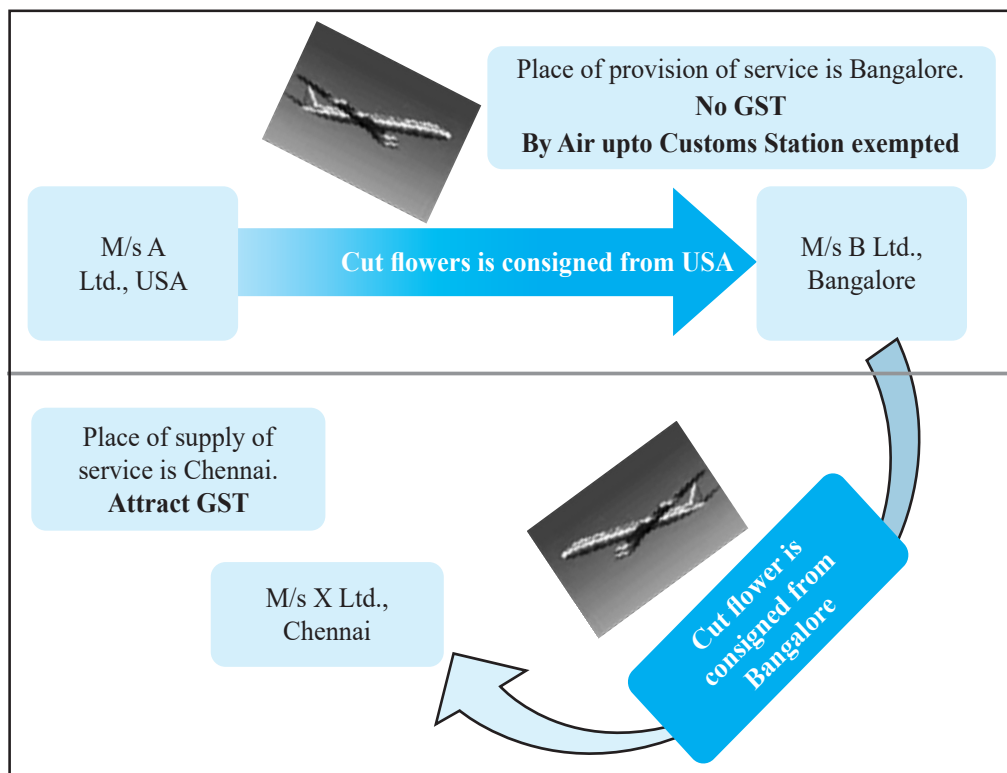 Place of provision of service is Bangalore.
No GST
By Air upto Customs Station exempted
M/s A
Ltd., USA
Cut flowers is consigned from USA
M/s B Ltd.,
Bangalore
Place of supply of
service is Chennai.
Attract GST
Cut flower is
consigned from
Bangalore
M/s X Ltd.,
Chennai